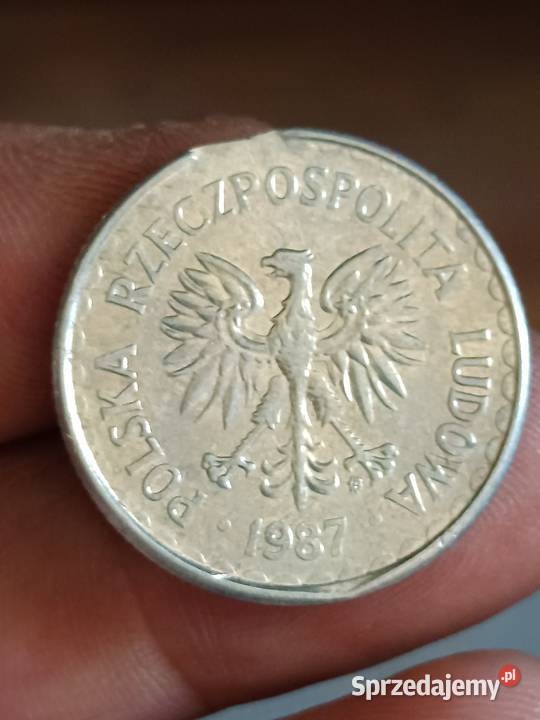 POLSKA RZECZPOSPOLITA LUDOWA
1987
Sprzedajemy.pl